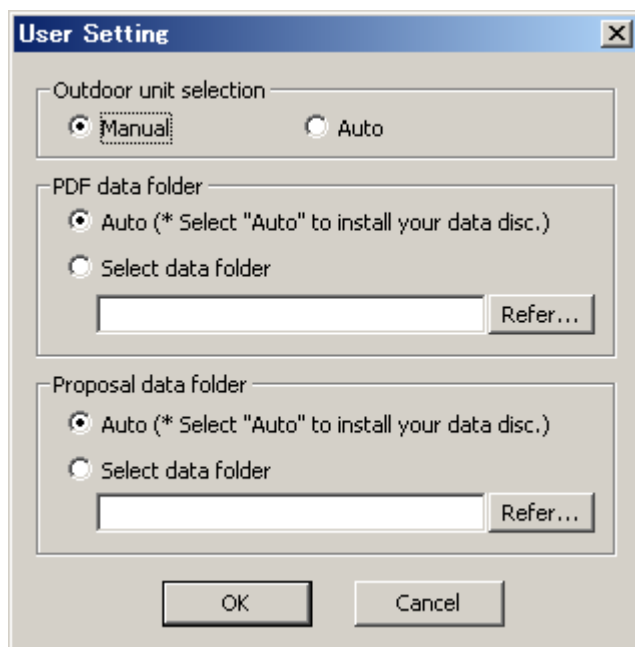 User Setting
Outdoor unit selection
Manual Auto
PDF data folder
Auto (* Select "Auto" to install your data disc.)
Select data folder
Refer...
Proposal data folder
Auto (* Select "Auto" to install your data disc.)
Select data folder
Refer...
OK Cancel